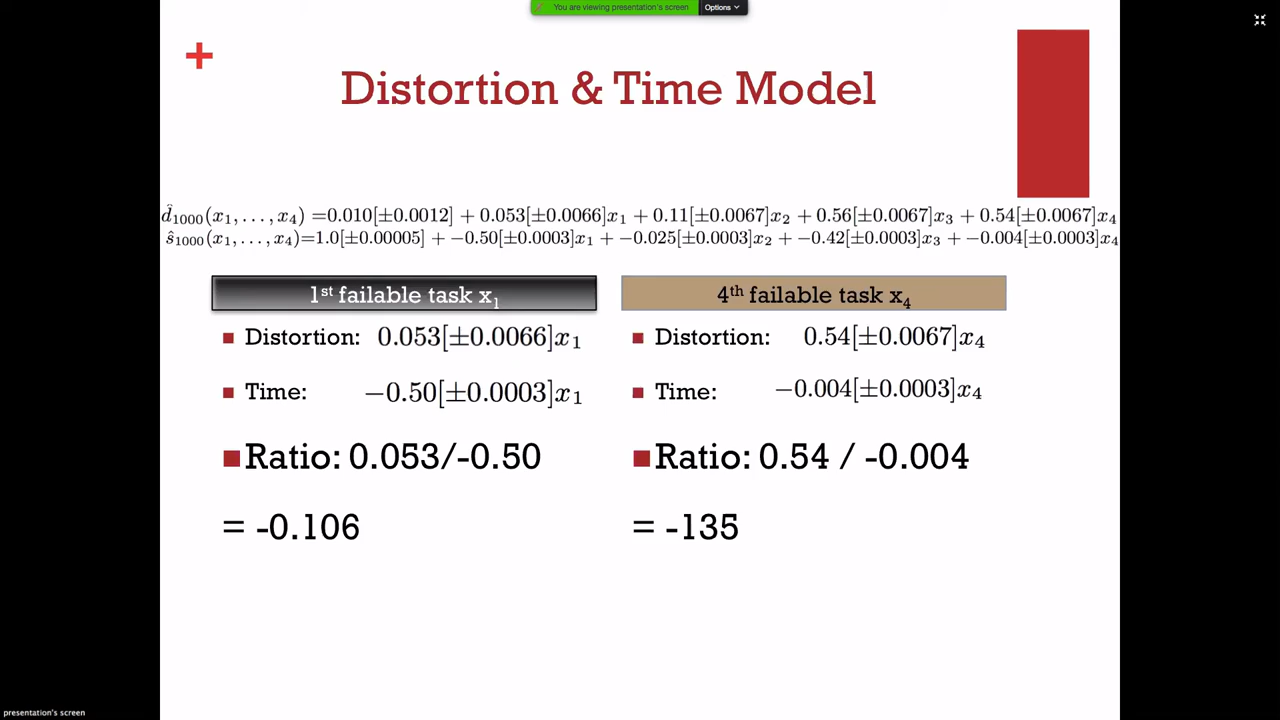 You are viewing presentation's screen Options
+
Distortion & Time Model
d̂₁₀₀₀(x₁, . . . , x₄) =0.010[±0.0012] + 0.053[±0.0066]x₁ + 0.11[±0.0067]x₂ + 0.56[±0.0067]x₃ + 0.54[±0.0067]x₄
ŝ₁₀₀₀(x₁, . . . , x₄)=1.0[±0.00005] + −0.50[±0.0003]x₁ + −0.025[±0.0003]x₂ + −0.42[±0.0003]x₃ + −0.004[±0.0003]x₄
1ˢᵗ failable task x₁
Distortion: 0.053[±0.0066]x₁
Time: −0.50[±0.0003]x₁
Ratio: 0.053/-0.50
= -0.106
4ᵗʰ failable task x₄
Distortion: 0.54[±0.0067]x₄
Time: −0.004[±0.0003]x₄
Ratio: 0.54 / -0.004
= -135
presentation's screen